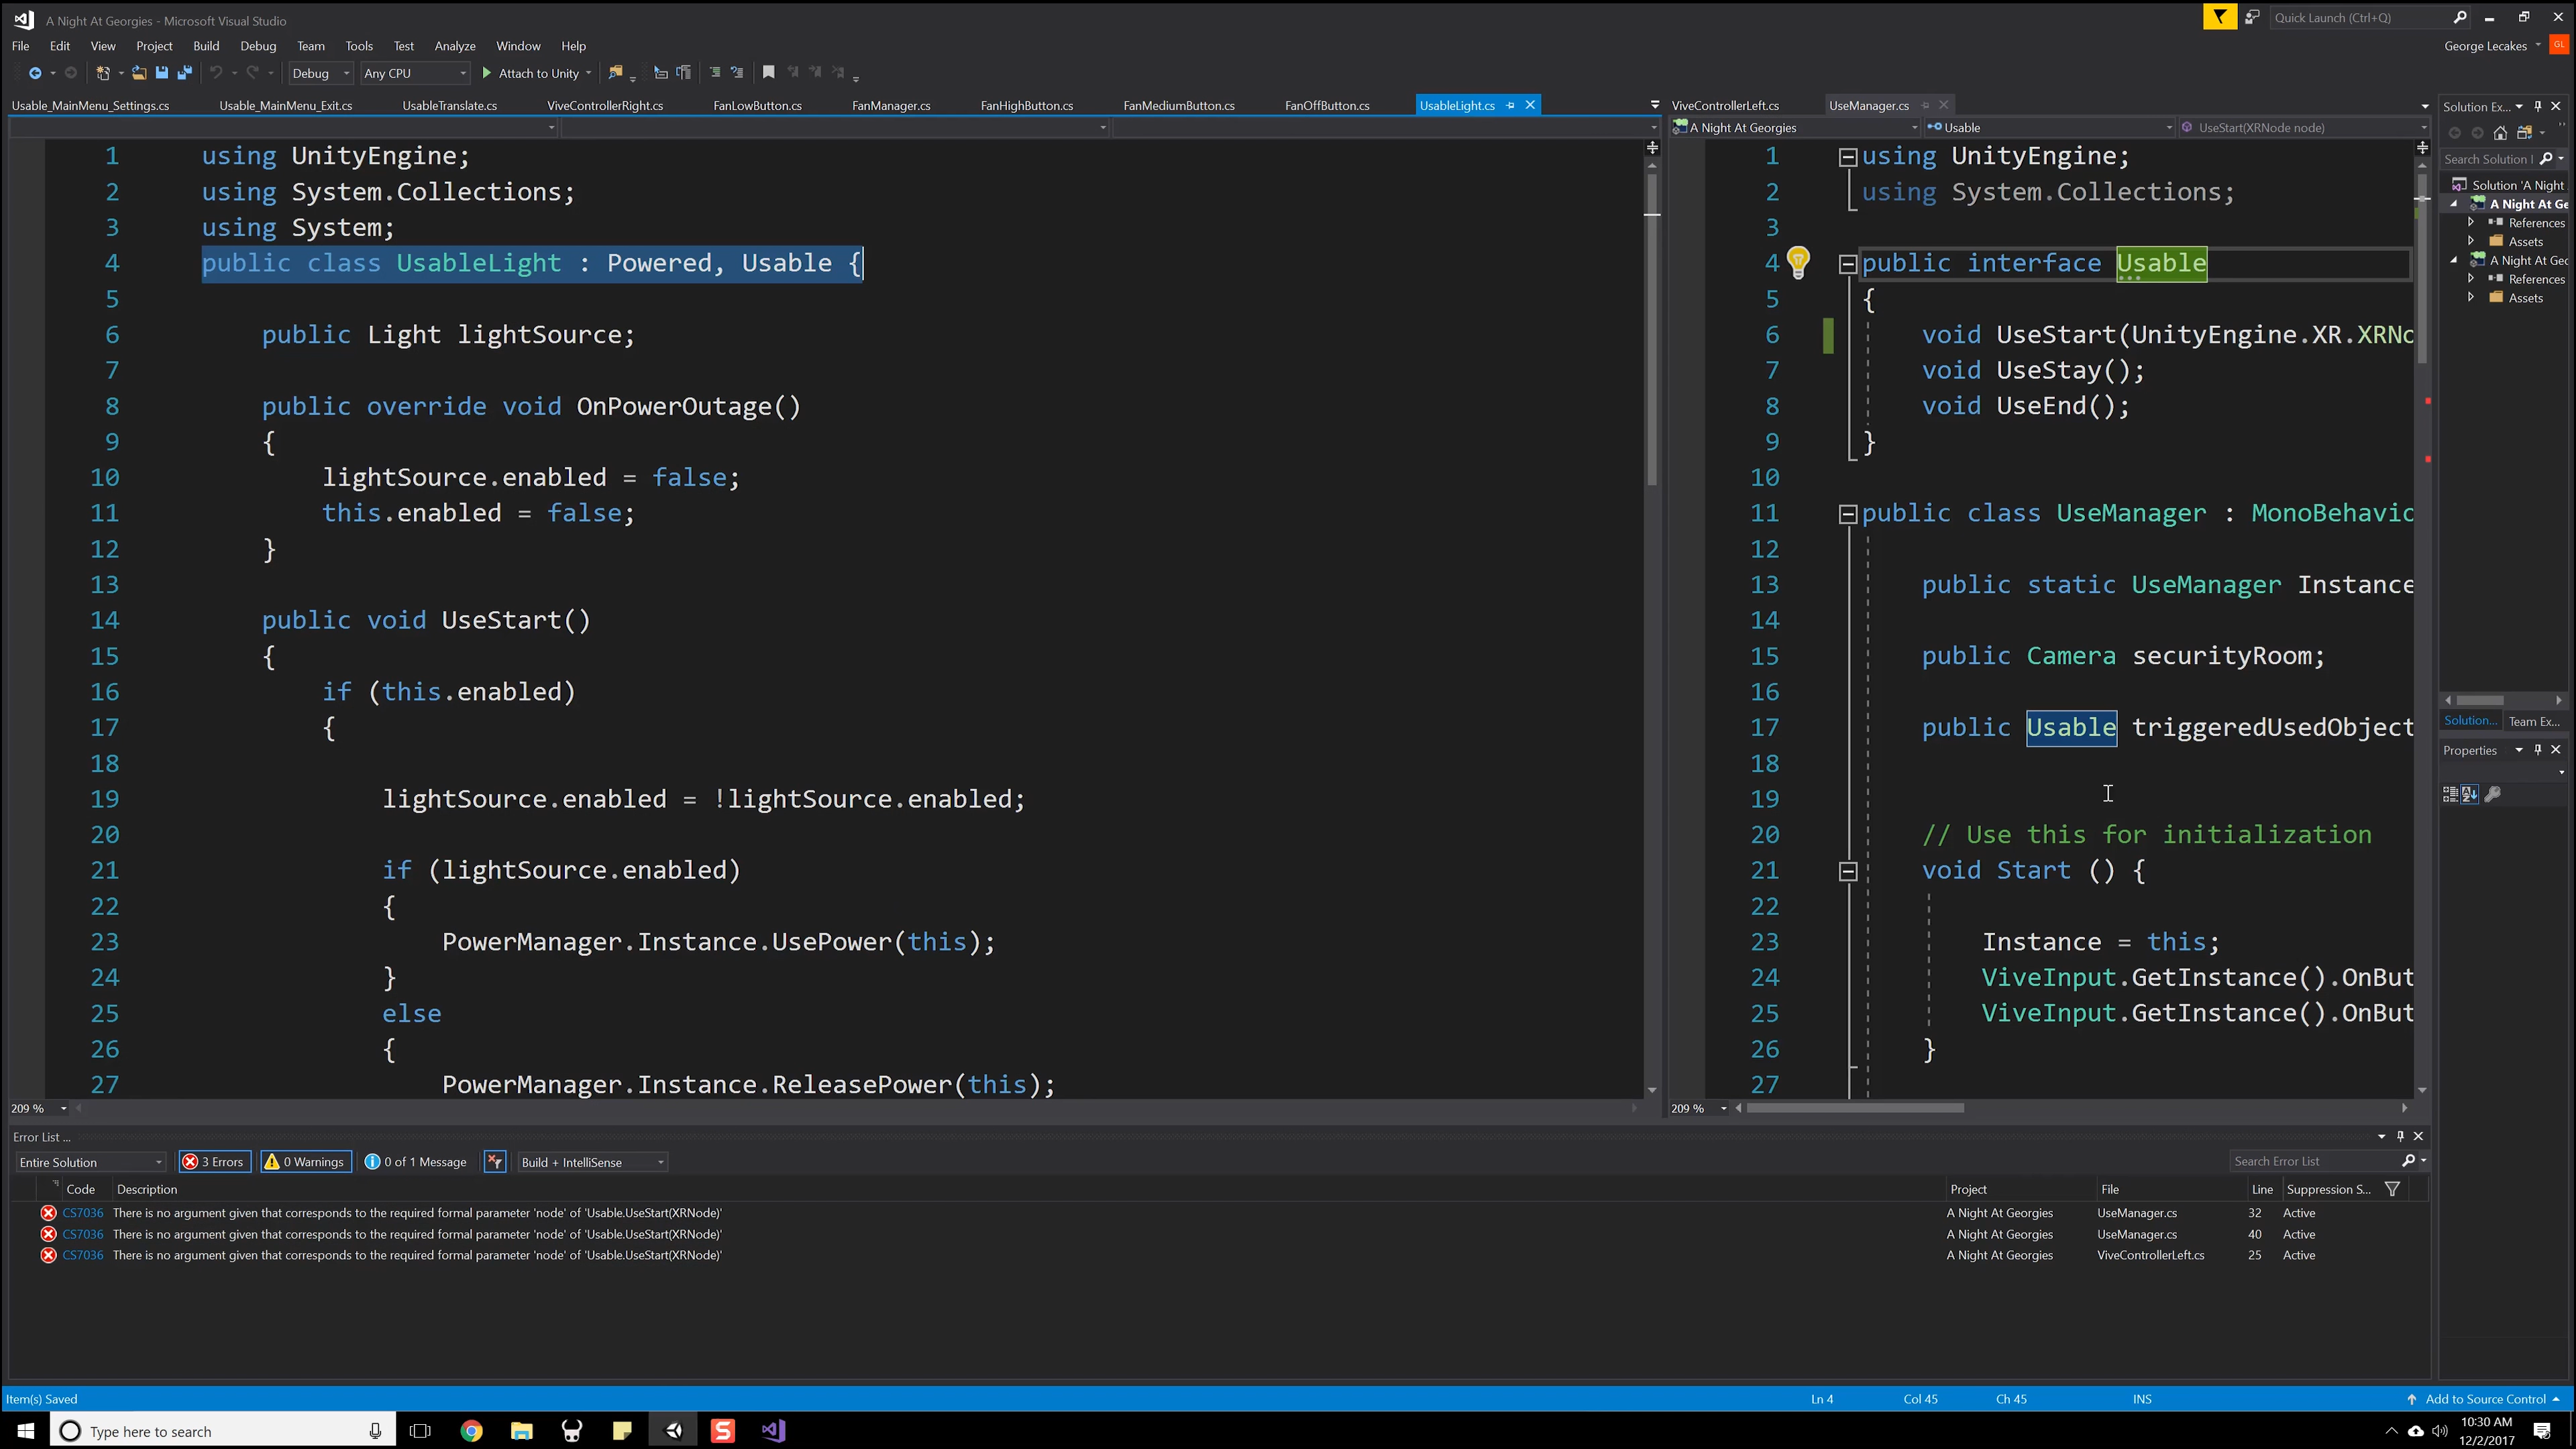 A Night At Georgies - Microsoft Visual Studio
Quick Launch (Ctrl+Q)
File Edit View Project Build Debug Team Tools Test Analyze Window Help
George Lecakes GL
Debug Any CPU Attach to Unity
Usable_MainMenu_Settings.cs Usable_MainMenu_Exit.cs UsableTranslate.cs ViveControllerRight.cs FanLowButton.cs FanManager.cs FanHighButton.cs FanMediumButton.cs FanOffButton.cs UsableLight.cs
1 using UnityEngine;
2 using System.Collections;
3 using System;
4 public class UsableLight : Powered, Usable {
5
6 public Light lightSource;
7
8 public override void OnPowerOutage()
9 {
10 lightSource.enabled = false;
11 this.enabled = false;
12 }
13
14 public void UseStart()
15 {
16 if (this.enabled)
17 {
18
19 lightSource.enabled = !lightSource.enabled;
20
21 if (lightSource.enabled)
22 {
23 PowerManager.Instance.UsePower(this);
24 }
25 else
26 {
27 PowerManager.Instance.ReleasePower(this);
209 %
ViveControllerLeft.cs UseManager.cs
A Night At Georgies Usable UseStart(XRNode node)
1 using UnityEngine;
2 using System.Collections;
3
4 public interface Usable
5 {
6 void UseStart(UnityEngine.XR.XRNo
7 void UseStay();
8 void UseEnd();
9 }
10
11 public class UseManager : MonoBehavio
12
13 public static UseManager Instance
14
15 public Camera securityRoom;
16
17 public Usable triggeredUsedObject
18
19
20 // Use this for initialization
21 void Start () {
22
23 Instance = this;
24 ViveInput.GetInstance().OnBut
25 ViveInput.GetInstance().OnBut
26 }
27
209 %
Solution Ex...
Search Solution
Solution 'A Night
A Night At Ge
References
Assets
A Night At Geo
References
Assets
Solution... Team Ex...
Properties
Error List ...
Entire Solution 3 Errors 0 Warnings 0 of 1 Message Build + IntelliSense Search Error List
Code Description Project File Line Suppression S...
CS7036 There is no argument given that corresponds to the required formal parameter 'node' of 'Usable.UseStart(XRNode)' A Night At Georgies UseManager.cs 32 Active
CS7036 There is no argument given that corresponds to the required formal parameter 'node' of 'Usable.UseStart(XRNode)' A Night At Georgies UseManager.cs 40 Active
CS7036 There is no argument given that corresponds to the required formal parameter 'node' of 'Usable.UseStart(XRNode)' A Night At Georgies ViveControllerLeft.cs 25 Active
Item(s) Saved Ln 4 Col 45 Ch 45 INS Add to Source Control
Type here to search
10:30 AM
12/2/2017